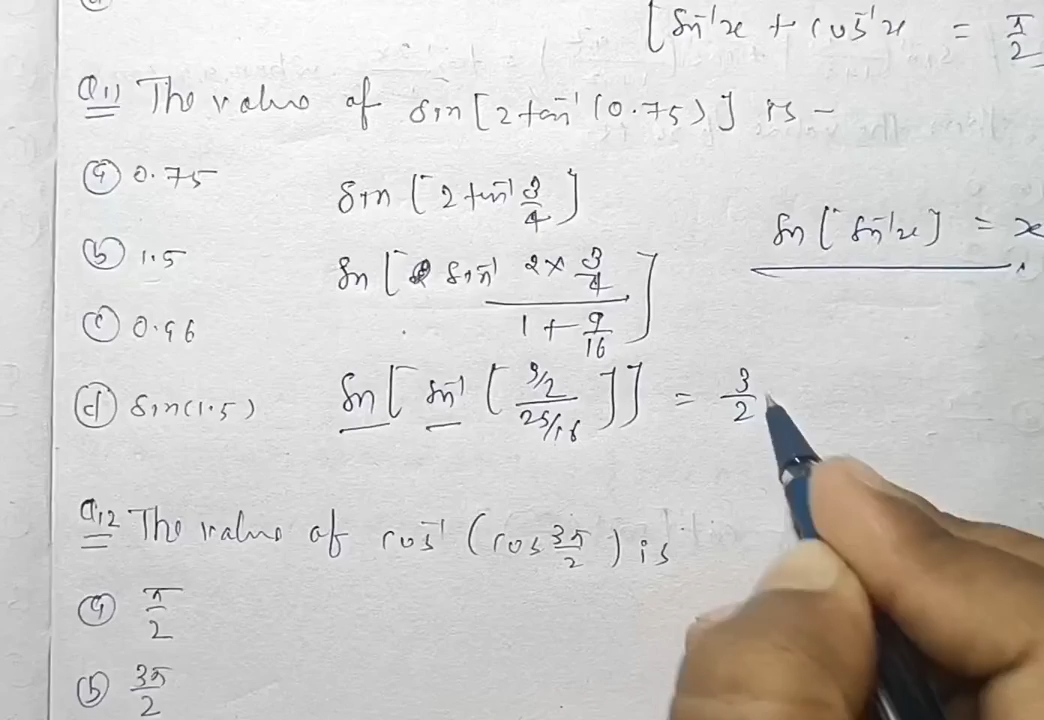 [sin⁻¹x + cos⁻¹x = π/2
Q.11 The value of sin[2tan⁻¹(0.75)] is -
(a) 0.75
sin[2tan⁻¹ 3/4]
sin[sin⁻¹x] = x
(b) 1.5
sin[sin⁻¹ (2 × 3/4)/(1 + 9/16)]
(c) 0.96
(d) sin(1.5)
sin[sin⁻¹((3/2)/(25/16))] = 3/2
Q.12 The value of cos⁻¹(cos 3π/2) is
(a) π/2
(b) 3π/2